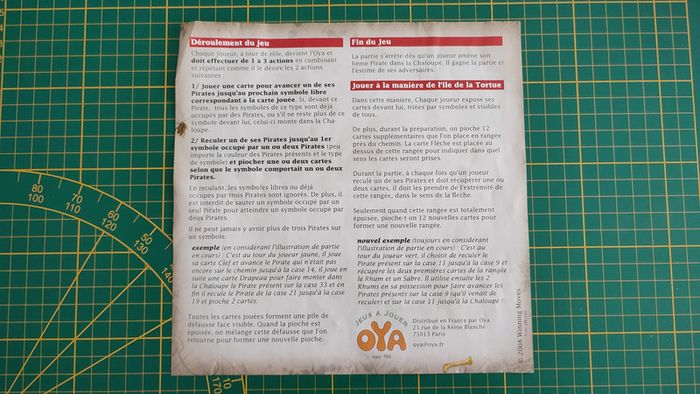 Déroulement du Jeu
Chaque joueur, à tour de rôle, devient l'Oya et
doit effectuer de 1 à 3 actions en combinant
et répétant comme il le désire les 2 actions
suivantes :
1/ Jouer une carte pour avancer un de ses
Pirates jusqu'au prochain symbole libre
correspondant à la carte jouée. Si, devant ce
Pirate, tous les symboles de ce type sont déjà
occupés par des Pirates, ou s'il ne reste plus de ce
symbole devant lui, celui-ci monte dans la Cha-
loupe.
2/ Reculer un de ses Pirates jusqu'au 1er
symbole occupé par un ou deux Pirates (peu
importe la couleur des Pirates présents et le type
de symbole) et piocher une ou deux cartes
selon que le symbole comportait un ou deux
Pirates.
En reculant, les symboles libres ou déjà
occupés par trois Pirates sont ignorés. De plus, il
est interdit de sauter un symbole occupé par un
seul Pirate pour atteindre un symbole occupé par
deux Pirates.
Il ne peut jamais y avoir plus de trois Pirates sur
un symbole.
exemple (en considérant l'illustration de partie
en cours) : C'est au tour du joueur jaune, il joue
sa carte Clef et avance le Pirate qui n'était pas
encore sur le chemin jusqu'à la case 14, il joue en
suite une carte Drapeau pour faire monter dans
la Chaloupe le Pirate présent sur la case 33 et en
fin il recule le Pirate de la case 21 jusqu'à la case
19 et pioche 2 cartes.
Toutes les cartes jouées forment une pile de
défausse face visible. Quand la pioche est
épuisée, on mélange cette défausse que l'on
retourne pour former une nouvelle pioche.
Fin du Jeu
La partie s'arrête dès qu'un joueur amène son
6ème Pirate dans la Chaloupe. Il gagne la partie et
l'estime de ses adversaires.
Jouer à la manière de l'île de la Tortue
Dans cette manière, Chaque joueur expose ses
cartes devant lui, triées par symboles et visibles
de tous.
De plus, durant la préparation, on pioche 12
cartes supplémentaires que l'on place en rangée
près du chemin. La carte Flèche est placée au
dessus de cette rangée pour indiquer dans quel
sens les cartes seront prises.
Durant la partie, à chaque fois qu'un joueur
recule un de ses Pirates et doit récupérer une ou
deux cartes, il doit les prendre de l'extremité de
cette rangée, dans le sens de la flèche.
Seulement quand cette rangée est totalement
épuisée, pioche-t-on 12 nouvelles cartes pour
former une nouvelle rangée.
nouvel exemple (toujours en considérant
l'illustration de partie en cours) : C'est au
tour du joueur vert, il choisit de reculer le
Pirate présent sur la case 11 jusqu'à la case 9 et
récupère les deux premières cartes de la rangée
le Rhum et un Sabre. Il utilise ensuite les 2
Rhums en sa possession pour faire avancer les
Pirates présents sur la case 9 (qu'il venait de
reculer) et sur la case 11 jusqu'à la Chaloupe !
JEUX A JOUER
OYA
Distribué en France par Oya
25 rue de la Reine Blanche
75013 Paris
oya@oya.fr
© 2008 Winning Moves
80 70 60 50 40 30 20
100 110 120 130 140